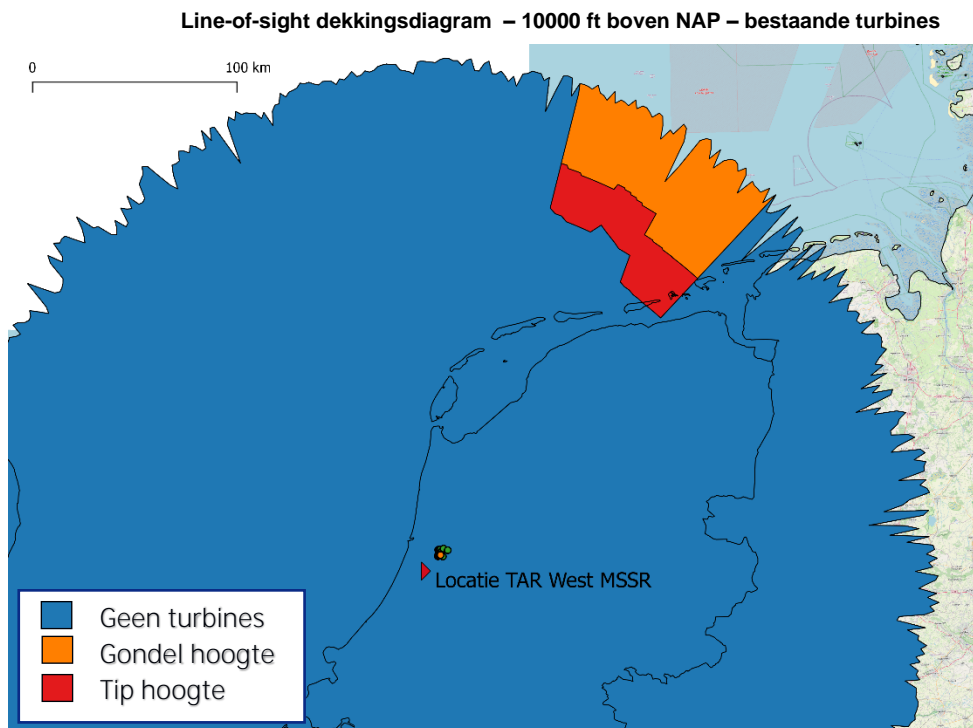 Line-of-sight dekkingsdiagram – 10000 ft boven NAP – bestaande turbines
0 100 km
Locatie TAR West MSSR
Geen turbines
Gondel hoogte
Tip hoogte